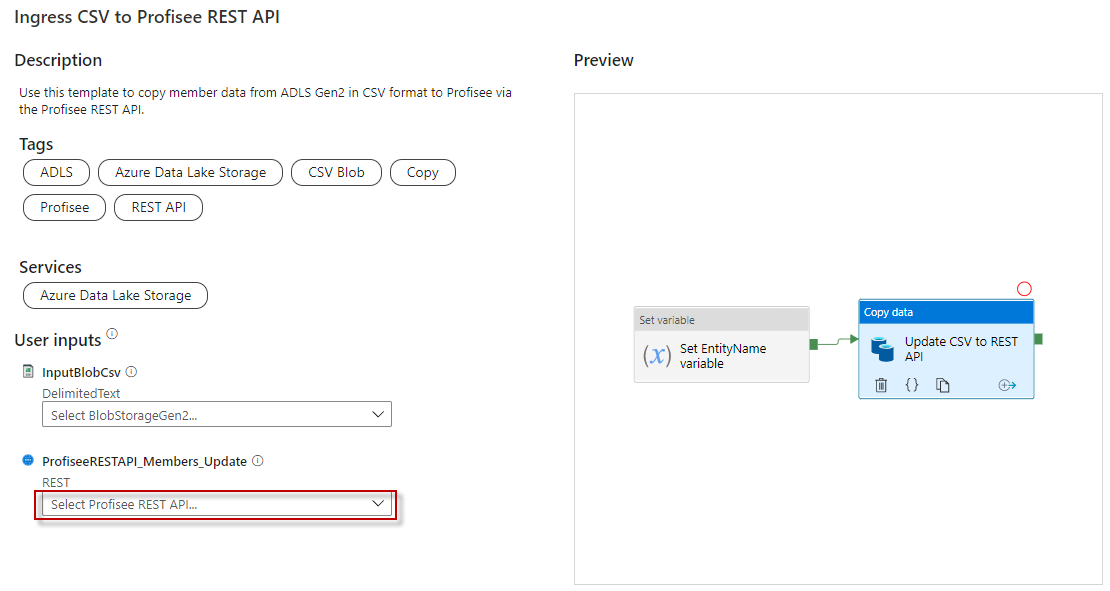 Ingress CSV to Profisee REST API
Description
Use this template to copy member data from ADLS Gen2 in CSV format to Profisee via
the Profisee REST API.
Tags
ADLS
Azure Data Lake Storage
CSV Blob
Copy
Profisee
REST API
Services
Azure Data Lake Storage
User inputs
InputBlobCsv
DelimitedText
Select BlobStorageGen2...
ProfiseeRESTAPI_Members_Update
REST
Select Profisee REST API...
Preview
Set variable
(x) Set EntityName
variable
Copy data
Update CSV to REST
API
{}